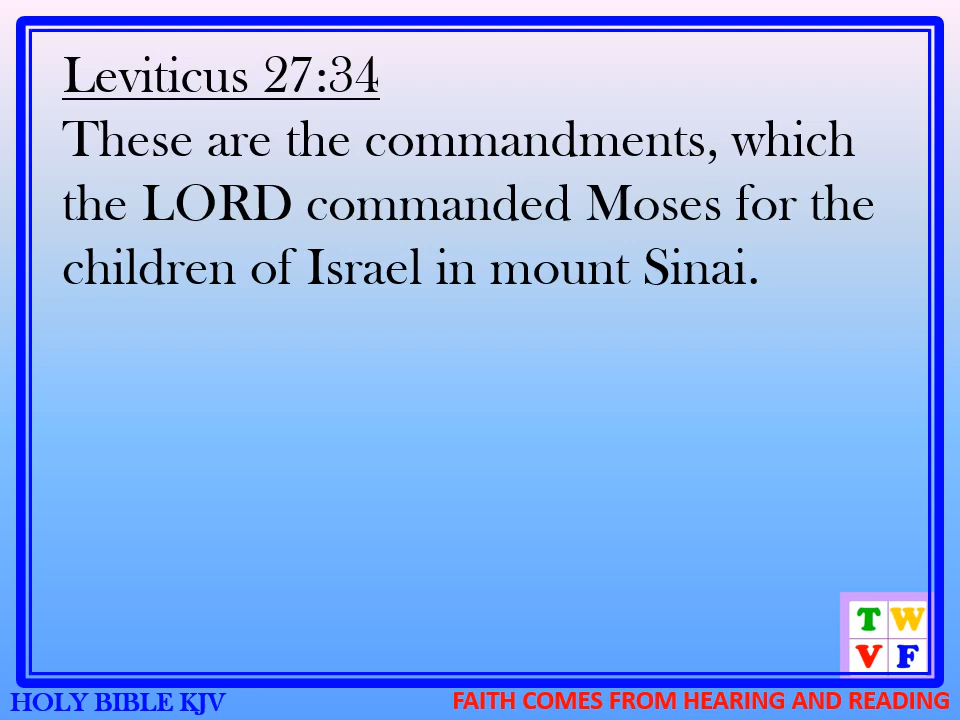 Leviticus 27:34
These are the commandments, which
the LORD commanded Moses for the
children of Israel in mount Sinai.
T W
V F
HOLY BIBLE KJV
FAITH COMES FROM HEARING AND READING